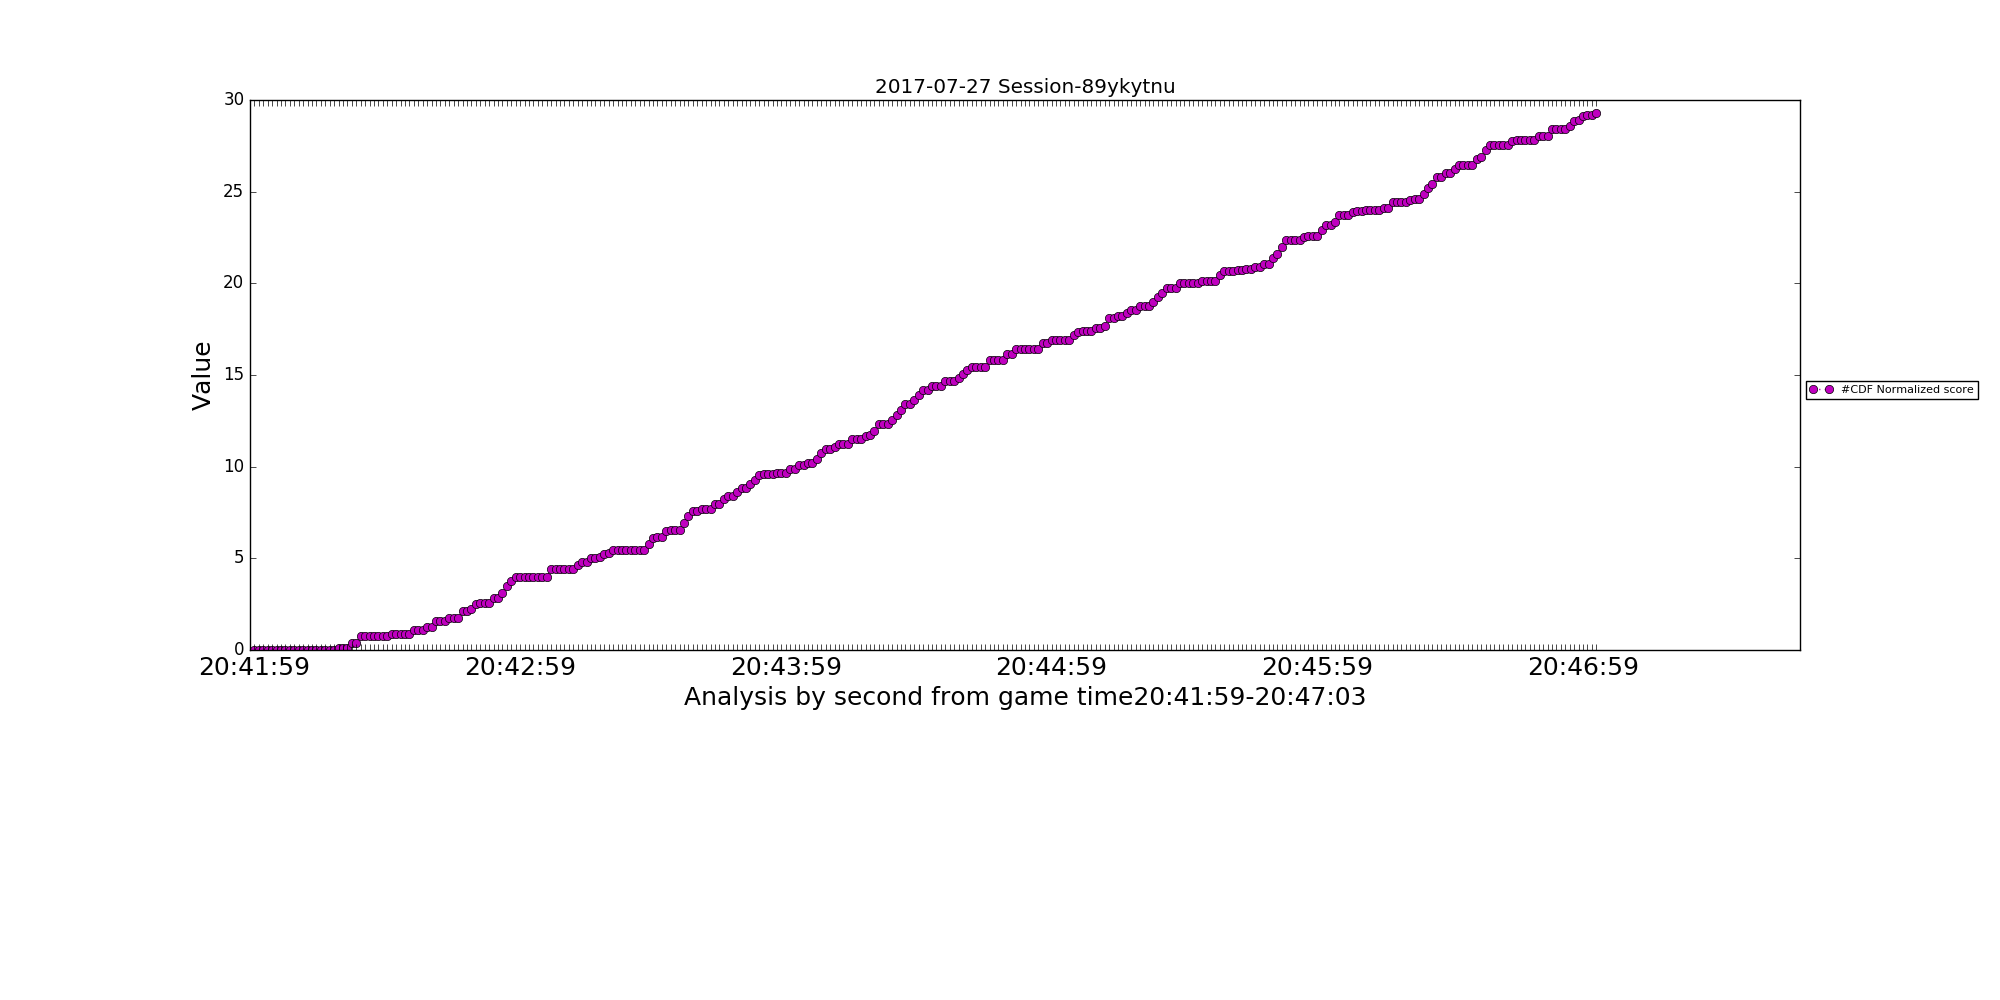 2017-07-27 Session-89ykytnu
30
25
20
15
10
5
0
Value
#CDF Normalized score
20:41:59 20:42:59 20:43:59 20:44:59 20:45:59 20:46:59
Analysis by second from game time20:41:59-20:47:03